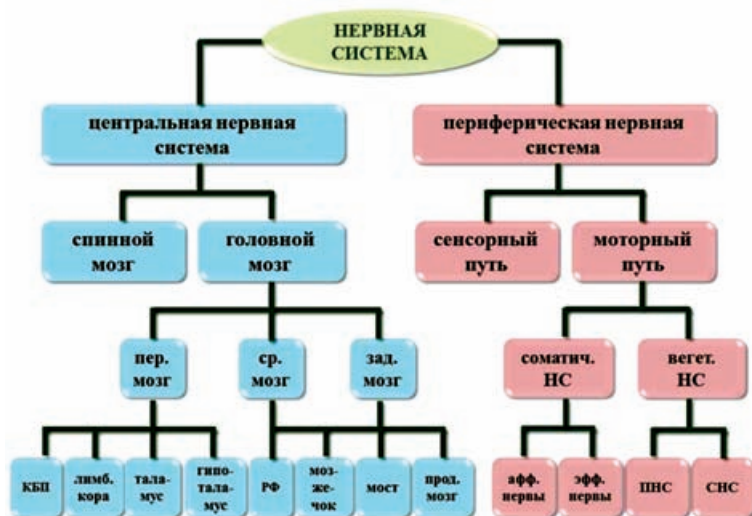 НЕРВНАЯ
СИСТЕМА
центральная нервная
система
периферическая нервная
система
спинной
мозг
головной
мозг
сенсорный
путь
моторный
путь
пер.
мозг
ср.
мозг
зад.
мозг
соматич.
НС
вегет.
НС
КБП
лимб.
кора
тала-
мус
гипо-
тала-
мус
РФ
моз-
же-
чок
мост
прод.
мозг
афф.
нервы
эфф.
нервы
ПНС
СНС